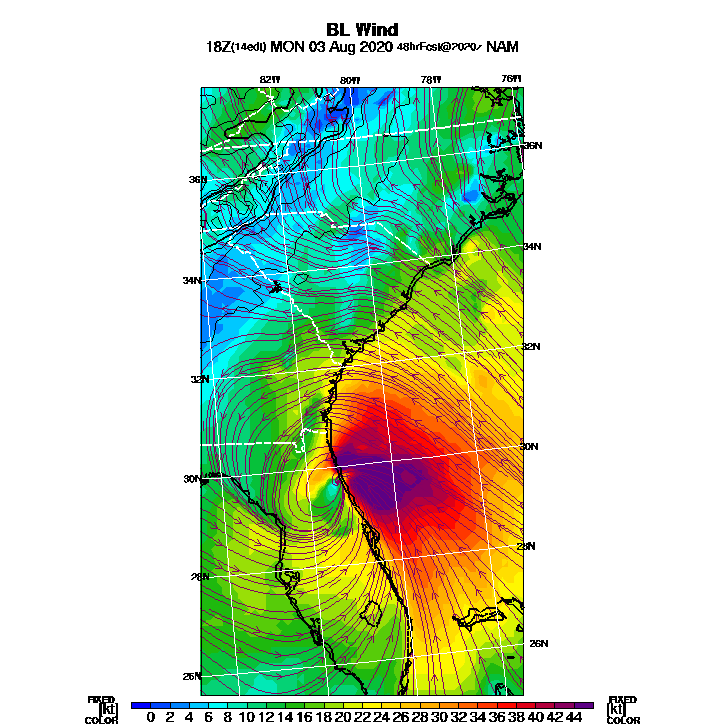 BL Wind
18Z(14edt) MON 03 Aug 2020 48hrFcst@2020z NAM
82W 80W 78W 76W
36N
36N
34N
34N
32N
32N
30N
30N
28N
28N
26N
26N
FIXED FIXED
[kt] 0 2 4 6 8 10 12 14 16 18 20 22 24 26 28 30 32 34 36 38 40 42 44 [kt]
COLOR COLOR